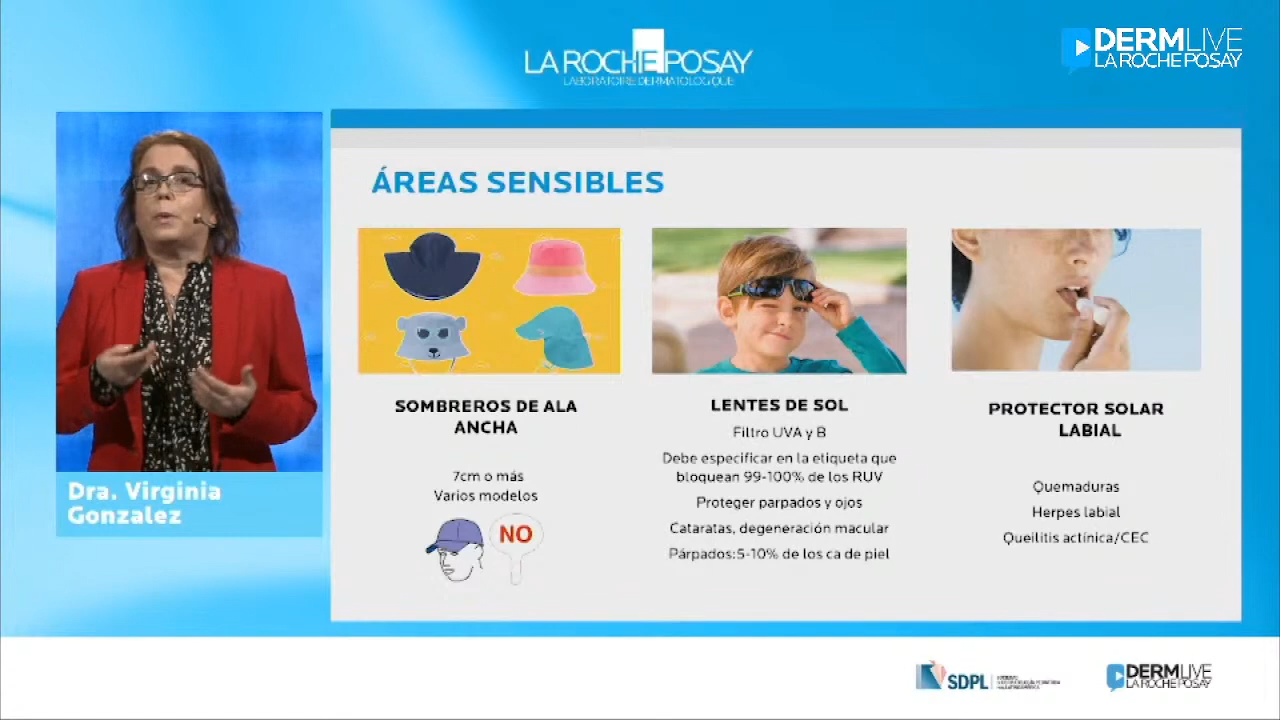 LA ROCHE POSAY
LABORATOIRE DERMATOLOGIQUE
DERMLIVE
LA ROCHE POSAY
ÁREAS SENSIBLES
SOMBREROS DE ALA
ANCHA
7cm o más
Varios modelos
NO
LENTES DE SOL
Filtro UVA y B
Debe especificar en la etiqueta que
bloquean 99-100% de los RUV
Proteger parpados y ojos
Cataratas, degeneración macular
Párpados:5-10% de los ca de piel
PROTECTOR SOLAR
LABIAL
Quemaduras
Herpes labial
Queilitis actínica/CEC
Dra. Virginia
Gonzalez
SDPL
DERMLIVE
LA ROCHE POSAY